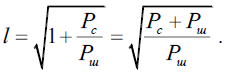 l = √(1 + P_c / P_ш) = √((P_c + P_ш) / P_ш) .